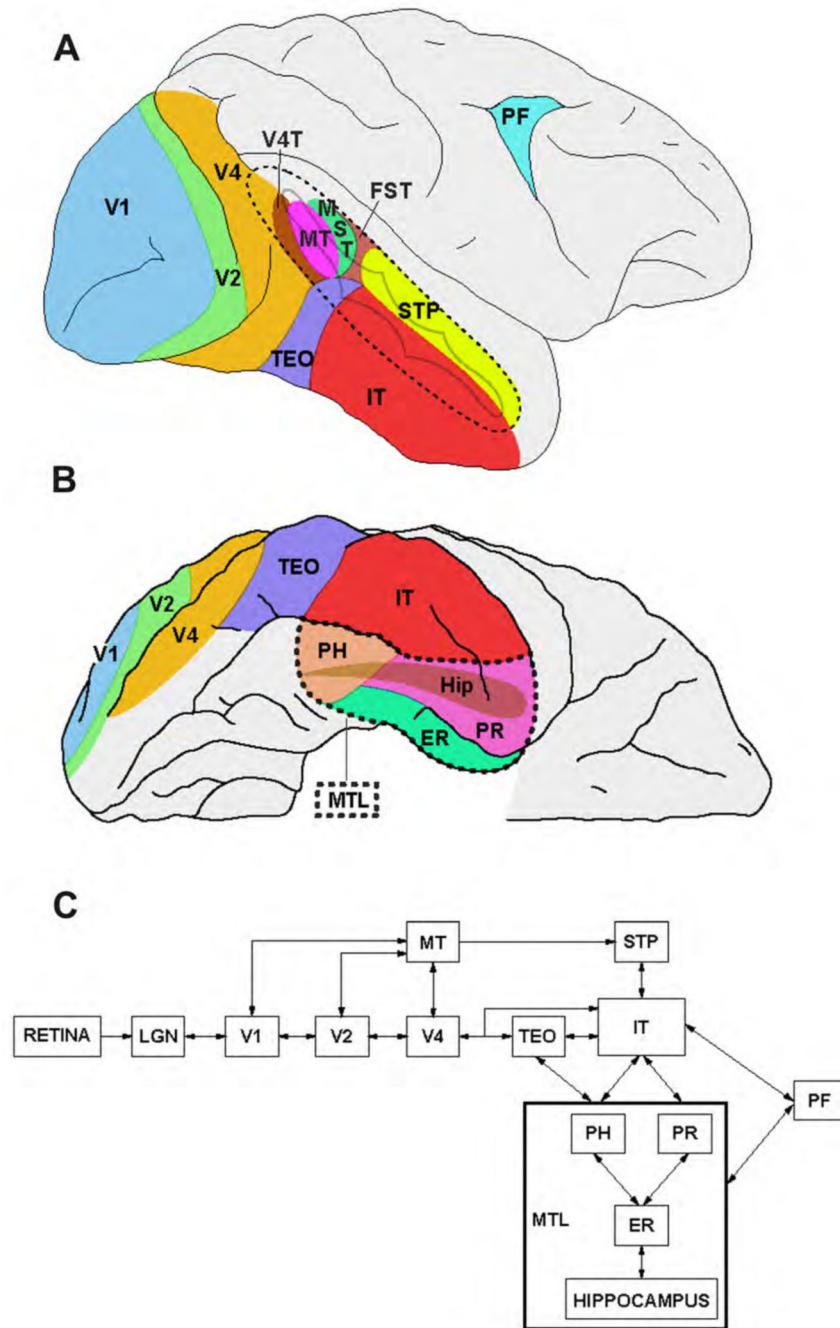 A
PF
V4T
V4
FST
V1
M
S
T
MT
V2
STP
TEO
IT
B
TEO
V2
IT
V4
V1
PH
Hip
PR
ER
MTL
C
MT
STP
RETINA
LGN
V1
V2
V4
TEO
IT
PF
PH
PR
MTL
ER
HIPPOCAMPUS